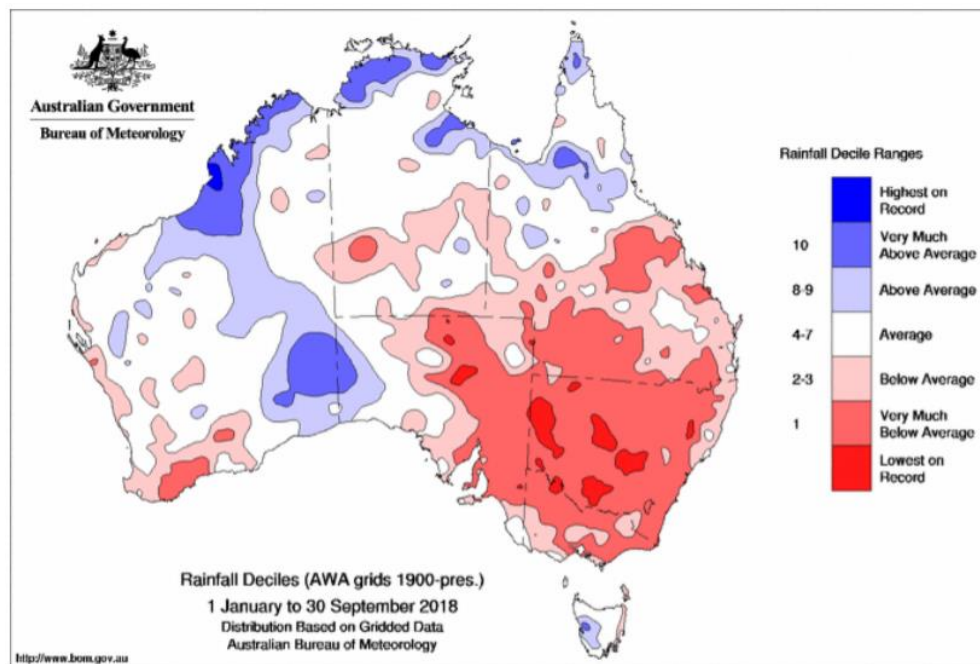 Australian Government
Bureau of Meteorology
Rainfall Decile Ranges
Highest on
Record
10
Very Much
Above Average
8-9
Above Average
4-7
Average
2-3
Below Average
1
Very Much
Below Average
Lowest on
Record
Rainfall Deciles (AWA grids 1900-pres.)
1 January to 30 September 2018
Distribution Based on Gridded Data
Australian Bureau of Meteorology
http://www.bom.gov.au